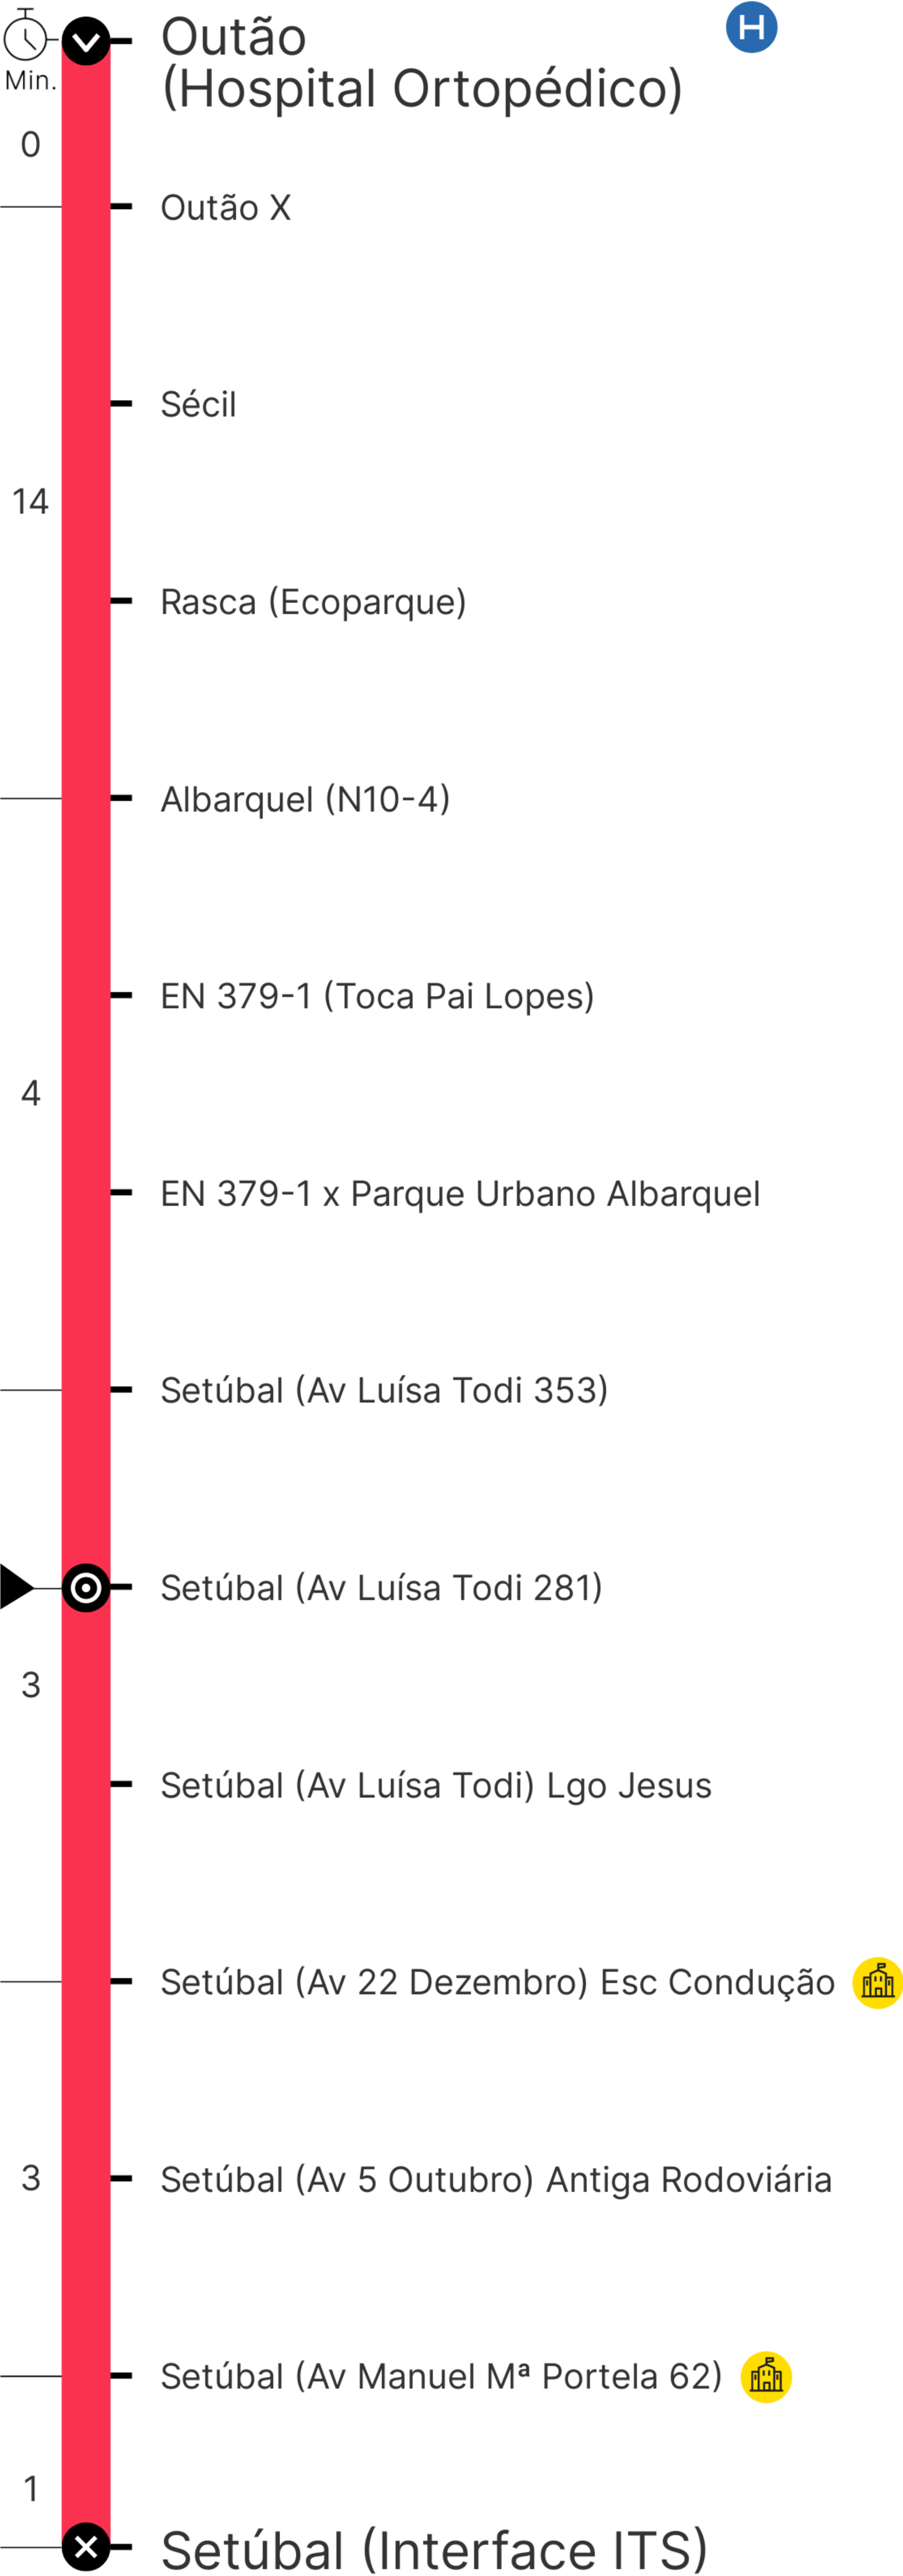 Outão
(Hospital Ortopédico)
H
Min.
0
Outão X
Sécil
14
Rasca (Ecoparque)
Albarquel (N10-4)
EN 379-1 (Toca Pai Lopes)
4
EN 379-1 x Parque Urbano Albarquel
Setúbal (Av Luísa Todi 353)
Setúbal (Av Luísa Todi 281)
3
Setúbal (Av Luísa Todi) Lgo Jesus
Setúbal (Av 22 Dezembro) Esc Condução
3
Setúbal (Av 5 Outubro) Antiga Rodoviária
Setúbal (Av Manuel Mª Portela 62)
1
Setúbal (Interface ITS)